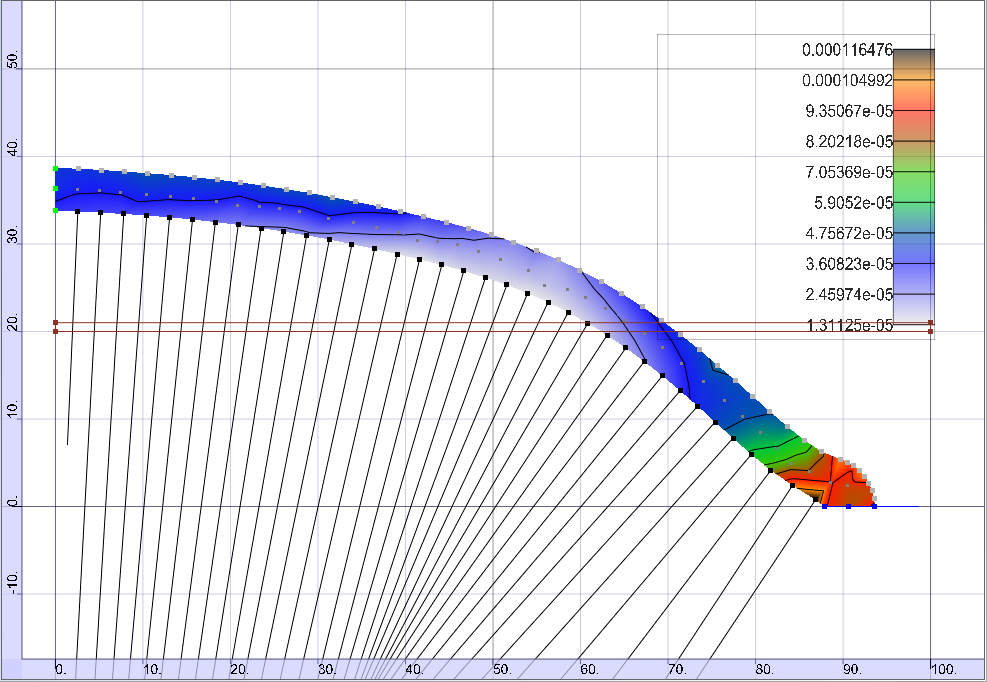 50.
0.000116476
0.000104992
9.35067e-05
40.
8.20218e-05
7.05369e-05
5.9052e-05
30.
4.75672e-05
3.60823e-05
2.45974e-05
20.
1.31125e-05
10.
0.
-10.
0. 10. 20. 30. 40. 50. 60. 70. 80. 90. 100.